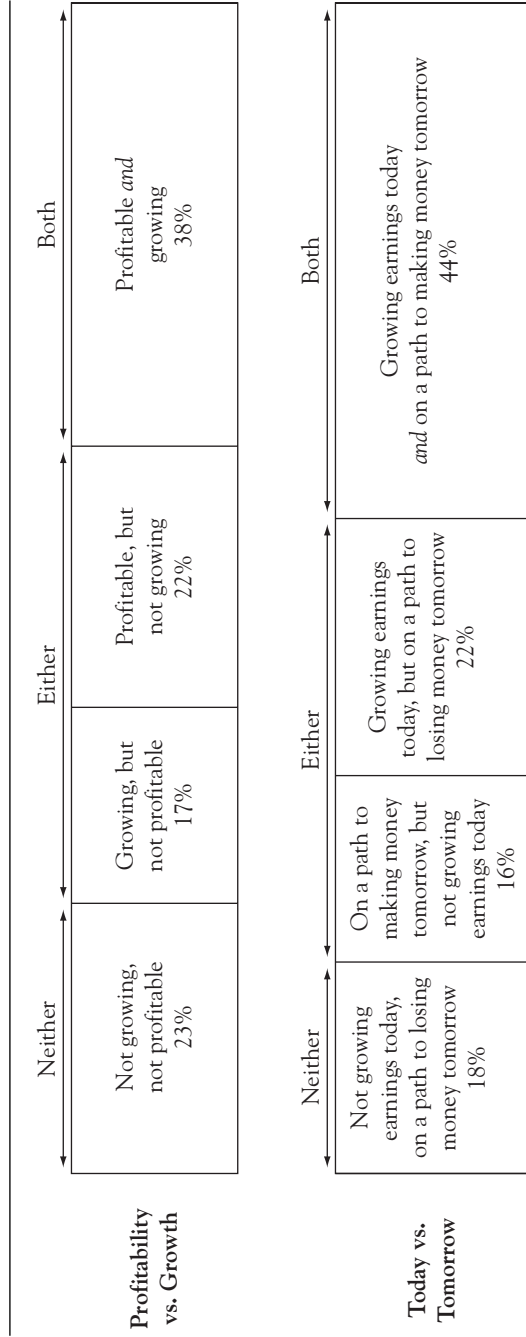 Neither
Either
Both
Profitability
vs. Growth
Not growing,
not profitable
23%
Growing, but
not profitable
17%
Profitable, but
not growing
22%
Profitable and
growing
38%
Neither
Either
Both
Today vs.
Tomorrow
Not growing
earnings today,
on a path to losing
money tomorrow
18%
On a path to
making money
tomorrow, but
not growing
earnings today
16%
Growing earnings
today, but on a path to
losing money tomorrow
22%
Growing earnings today
and on a path to making money tomorrow
44%